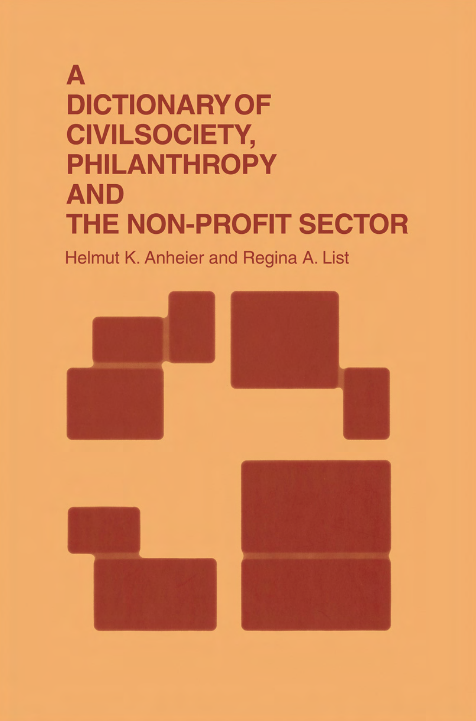 A
DICTIONARY OF
CIVILSOCIETY,
PHILANTHROPY
AND
THE NON-PROFIT SECTOR
Helmut K. Anheier and Regina A. List